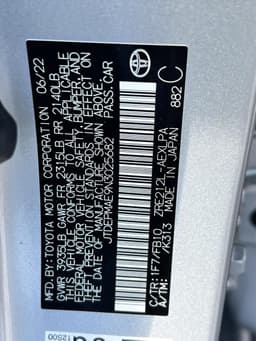 MFD. BY: TOYOTA MOTOR CORPORATION 06/22
GVWR 3935LB GAWR FR 2315LB RR 2140LB
THIS VEHICLE CONFORMS TO ALL APPLICABLE
FEDERAL MOTOR VEHICLE SAFETY, BUMPER, AND
THEFT PREVENTION STANDARDS IN EFFECT ON
THE DATE OF MANUFACTURE SHOWN ABOVE.
PASS. CAR
C/TR: 1F7/FB10 ZRE212L-AEXLPA
A/TM: /K313 MADE IN JAPAN
882
C
12S00